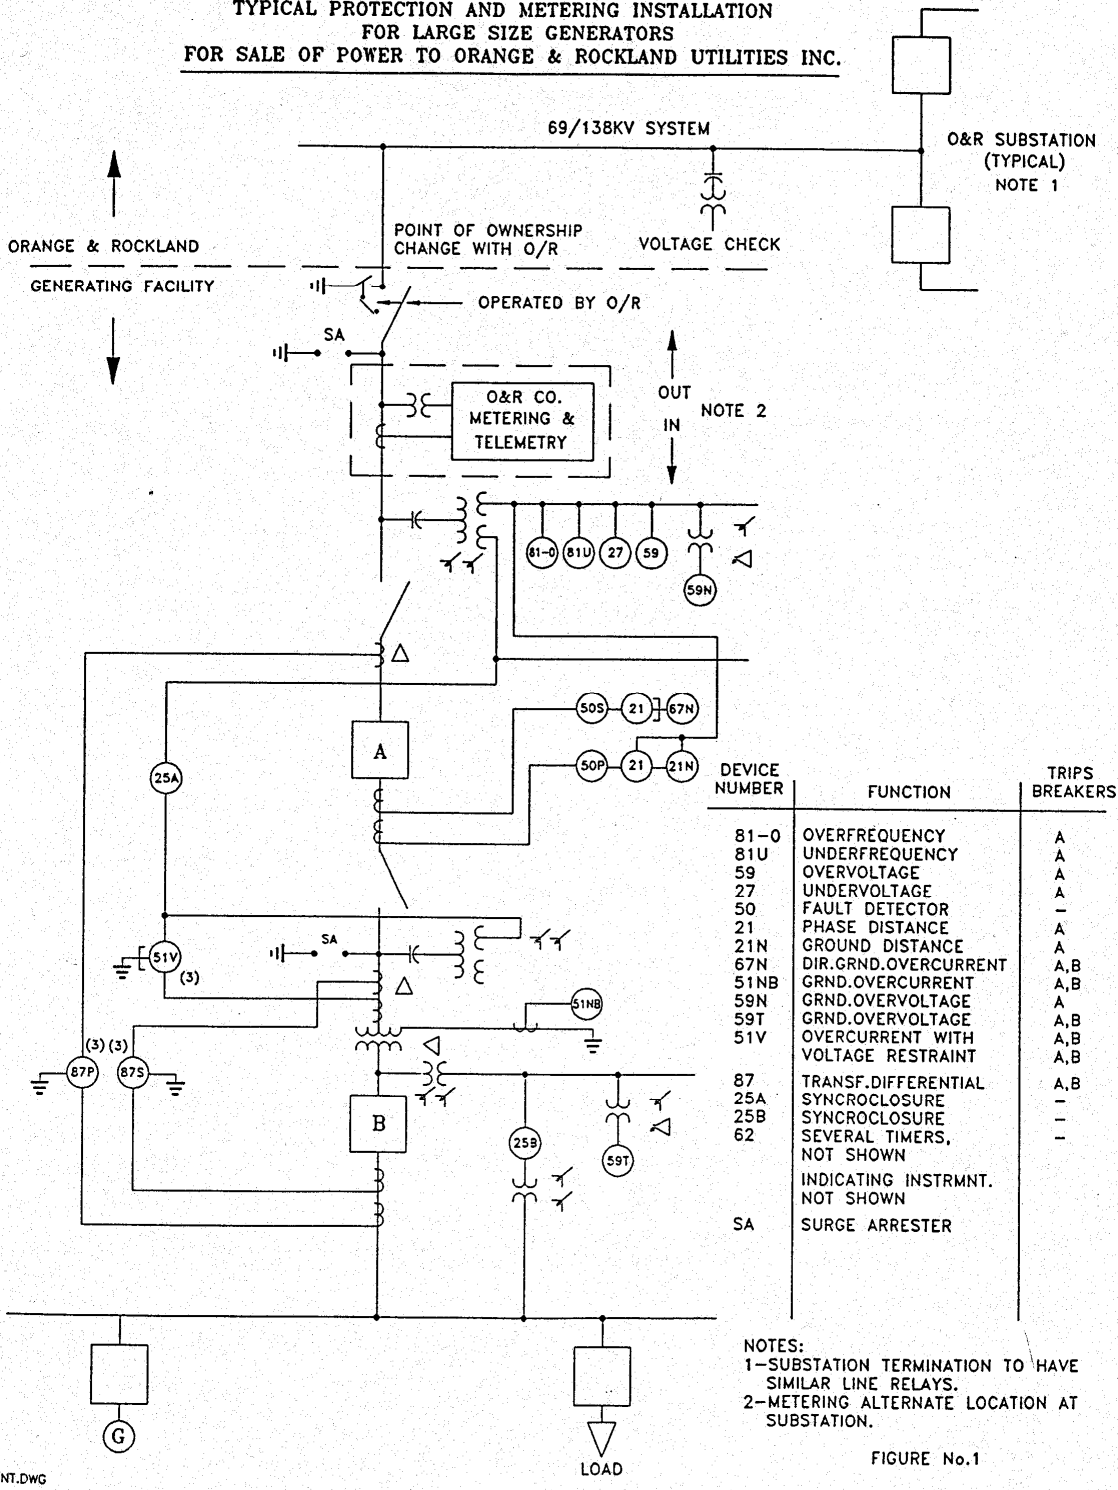 TYPICAL PROTECTION AND METERING INSTALLATION
FOR LARGE SIZE GENERATORS
FOR SALE OF POWER TO ORANGE & ROCKLAND UTILITIES INC.
69/138KV SYSTEM
O&R SUBSTATION
(TYPICAL)
NOTE 1
POINT OF OWNERSHIP
CHANGE WITH O/R
VOLTAGE CHECK
ORANGE & ROCKLAND
GENERATING FACILITY
OPERATED BY O/R
SA
O&R CO.
METERING &
TELEMETRY
OUT
IN
NOTE 2
81-0
81U
27
59
59N
50S
21
67N
A
50P
21
21N
25A
SA
51V
(3)
51NB
(3)
(3)
87P
87S
B
25B
59T
DEVICE NUMBER FUNCTION TRIPS BREAKERS
81-0 OVERFREQUENCY A
81U UNDERFREQUENCY A
59 OVERVOLTAGE A
27 UNDERVOLTAGE A
50 FAULT DETECTOR –
21 PHASE DISTANCE A
21N GROUND DISTANCE A
67N DIR.GRND.OVERCURRENT A,B
51NB GRND.OVERCURRENT A,B
59N GRND.OVERVOLTAGE A
59T GRND.OVERVOLTAGE A,B
51V OVERCURRENT WITH A,B
VOLTAGE RESTRAINT A,B
87 TRANSF.DIFFERENTIAL A,B
25A SYNCROCLOSURE –
25B SYNCROCLOSURE –
62 SEVERAL TIMERS, –
NOT SHOWN
INDICATING INSTRMNT.
NOT SHOWN
SA SURGE ARRESTER
G
LOAD
NOTES:
1-SUBSTATION TERMINATION TO HAVE
SIMILAR LINE RELAYS.
2-METERING ALTERNATE LOCATION AT
SUBSTATION.
FIGURE No.1
NT.DWG